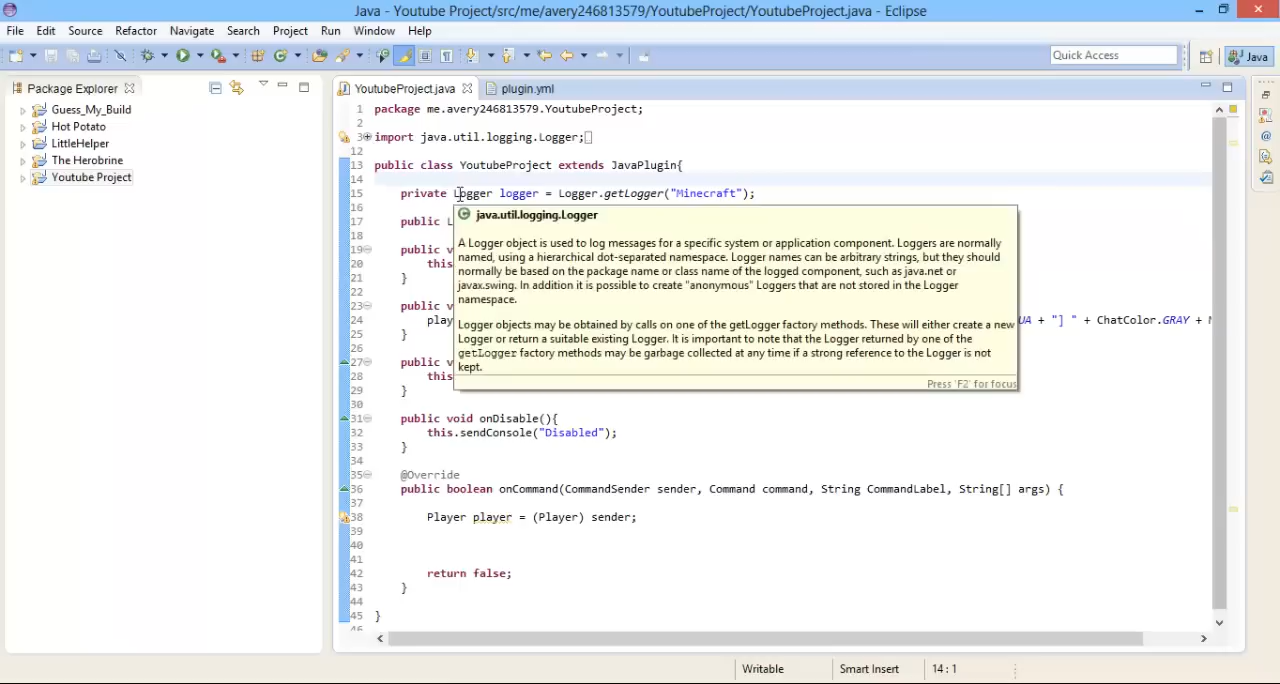 Java - Youtube Project/src/me/avery246813579/YoutubeProject/YoutubeProject.java - Eclipse
File Edit Source Refactor Navigate Search Project Run Window Help
Quick Access
Java
Package Explorer
YoutubeProject.java
plugin.yml
Guess_My_Build
Hot Potato
LittleHelper
The Herobrine
Youtube Project
1 package me.avery246813579.YoutubeProject;
2
3 import java.util.logging.Logger;
12
13 public class YoutubeProject extends JavaPlugin{
14
15 private Logger logger = Logger.getLogger("Minecraft");
16
17 public L
18
19 public v
20 this
21 }
22
23 public v
24 play UA + "] " + ChatColor.GRAY +
25 }
26
27 public v
28 this
29 }
30
31 public void onDisable(){
32 this.sendConsole("Disabled");
33 }
34
35 @Override
36 public boolean onCommand(CommandSender sender, Command command, String CommandLabel, String[] args) {
37
38 Player player = (Player) sender;
39
40
41
42 return false;
43 }
44
45 }
46
java.util.logging.Logger
A Logger object is used to log messages for a specific system or application component. Loggers are normally
named, using a hierarchical dot-separated namespace. Logger names can be arbitrary strings, but they should
normally be based on the package name or class name of the logged component, such as java.net or
javax.swing. In addition it is possible to create "anonymous" Loggers that are not stored in the Logger
namespace.
Logger objects may be obtained by calls on one of the getLogger factory methods. These will either create a new
Logger or return a suitable existing Logger. It is important to note that the Logger returned by one of the
getLogger factory methods may be garbage collected at any time if a strong reference to the Logger is not
kept.
Press 'F2' for focus
Writable
Smart Insert
14 : 1